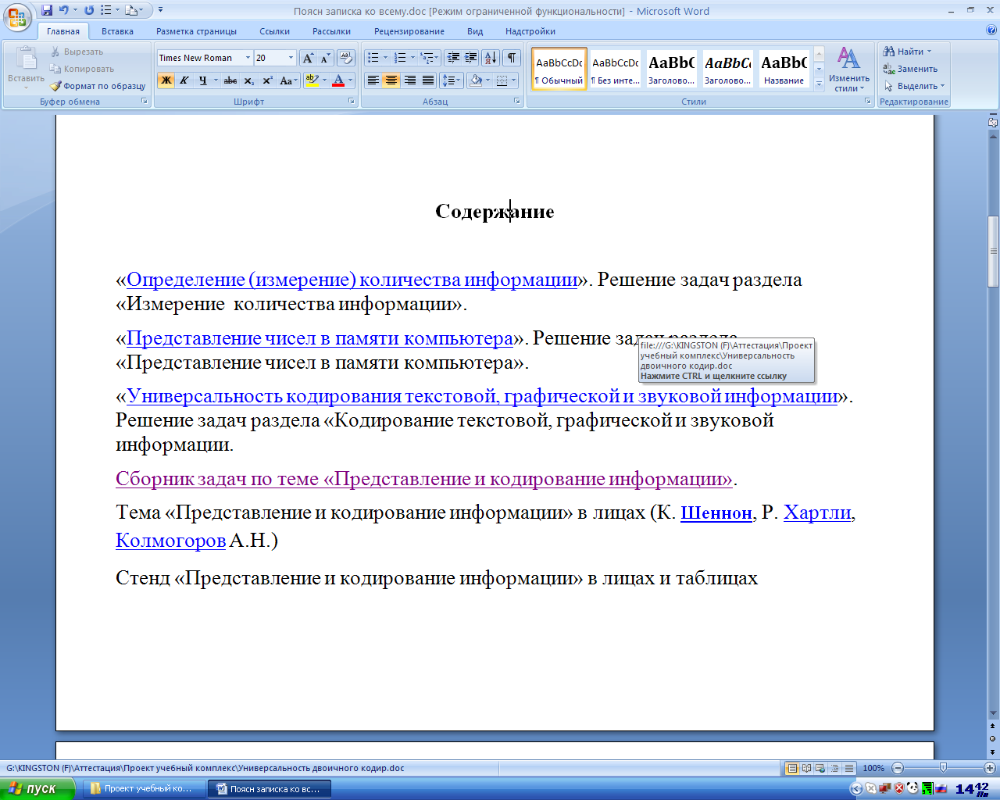 Поясн записка ко всему.doc [Режим ограниченной функциональности] - Microsoft Word
Главная Вставка Разметка страницы Ссылки Рассылки Рецензирование Вид Надстройки
Вставить
Вырезать
Копировать
Формат по образцу
Буфер обмена
Times New Roman 20
Ж К Ч abc x₂ x² Aa
Шрифт
Абзац
AaBbCcDc AaBbCcDc AaBbC AaBbCc AaBbC
¶ Обычный ¶ Без инте... Заголово... Заголово... Название
Изменить стили
Стили
Найти
Заменить
Выделить
Редактирование
Содержание
«Определение (измерение) количества информации». Решение задач раздела
«Измерение количества информации».
«Представление чисел в памяти компьютера». Решение задач раздела
«Представление чисел в памяти компьютера».
file:///G:\KINGSTON (F)\Аттестация\Проект
учебный комплекс\Универсальность
двоичного кодир.doc
Нажмите CTRL и щелкните ссылку
«Универсальность кодирования текстовой, графической и звуковой информации».
Решение задач раздела «Кодирование текстовой, графической и звуковой
информации.
Сборник задач по теме «Представление и кодирование информации».
Тема «Представление и кодирование информации» в лицах (К. Шеннон, Р. Хартли,
Колмогоров А.Н.)
Стенд «Представление и кодирование информации» в лицах и таблицах
G:\KINGSTON (F)\Аттестация\Проект учебный комплекс\Универсальность двоичного кодир.doc
100%
пуск Проект учебный ко... Поясн записка ко вс... 14 42